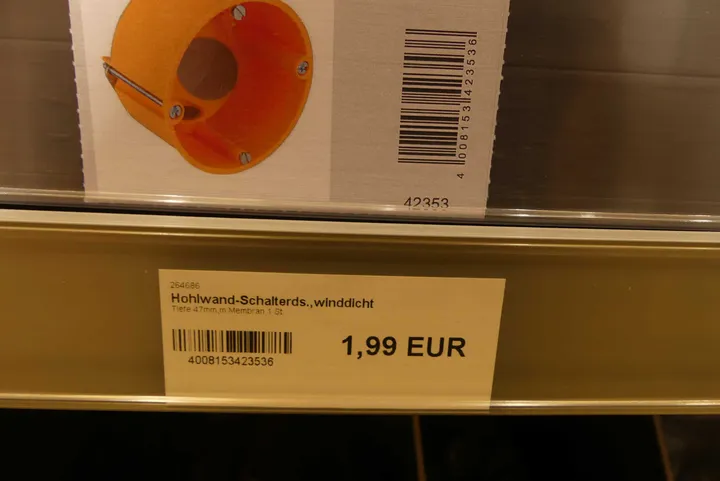 4 008153 423536
42353
264686
Hohlwand-Schalterds.,winddicht
Tiefe 47mm,m.Membran 1 St.
4008153423536
1,99 EUR